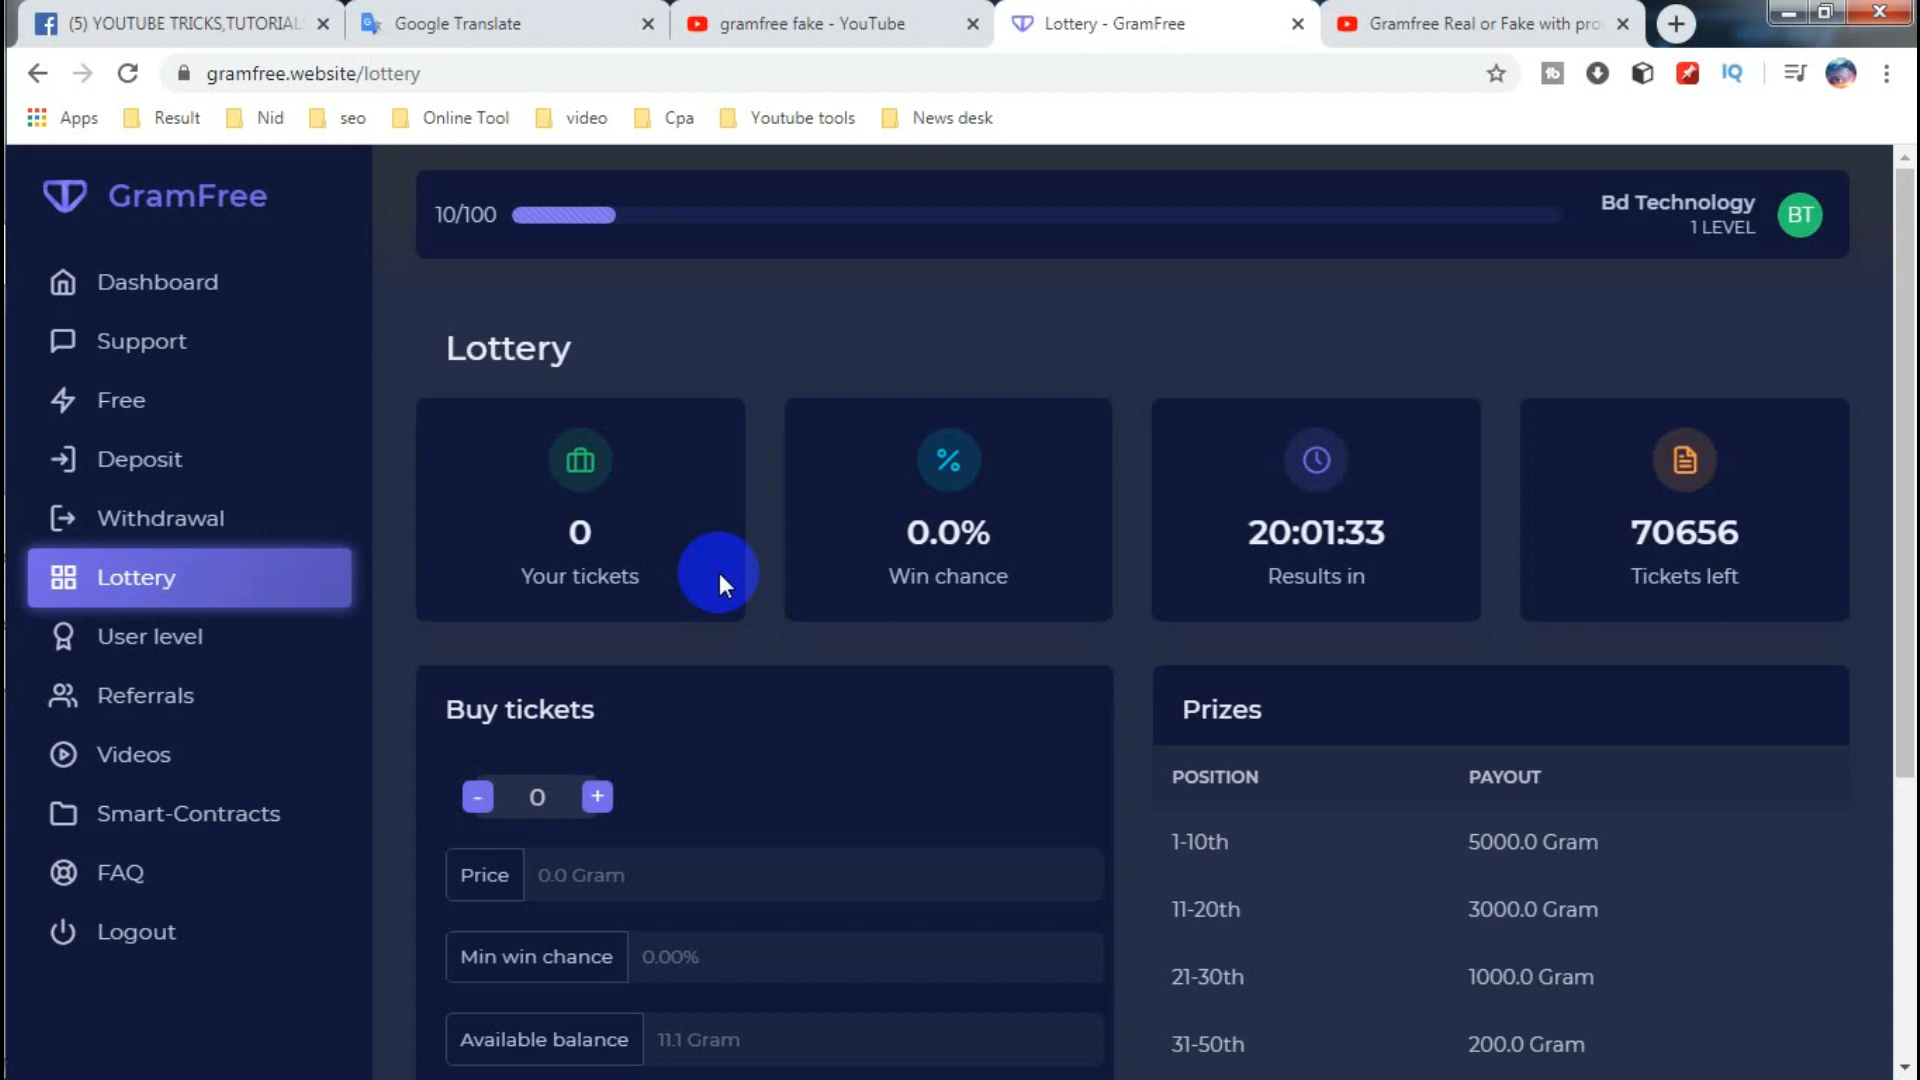 (5) YOUTUBE TRICKS,TUTORIAL
Google Translate
gramfree fake - YouTube
Lottery - GramFree
Gramfree Real or Fake with pro
gramfree.website/lottery
Apps
Result
Nid
seo
Online Tool
video
Cpa
Youtube tools
News desk
GramFree
Dashboard
Support
Free
Deposit
Withdrawal
Lottery
User level
Referrals
Videos
Smart-Contracts
FAQ
Logout
10/100
Bd Technology
1 LEVEL
BT
Lottery
0
Your tickets
0.0%
Win chance
20:01:33
Results in
70656
Tickets left
Buy tickets
- 0 +
Price 0.0 Gram
Min win chance 0.00%
Available balance 11.1 Gram
Prizes
POSITION PAYOUT
1-10th 5000.0 Gram
11-20th 3000.0 Gram
21-30th 1000.0 Gram
31-50th 200.0 Gram